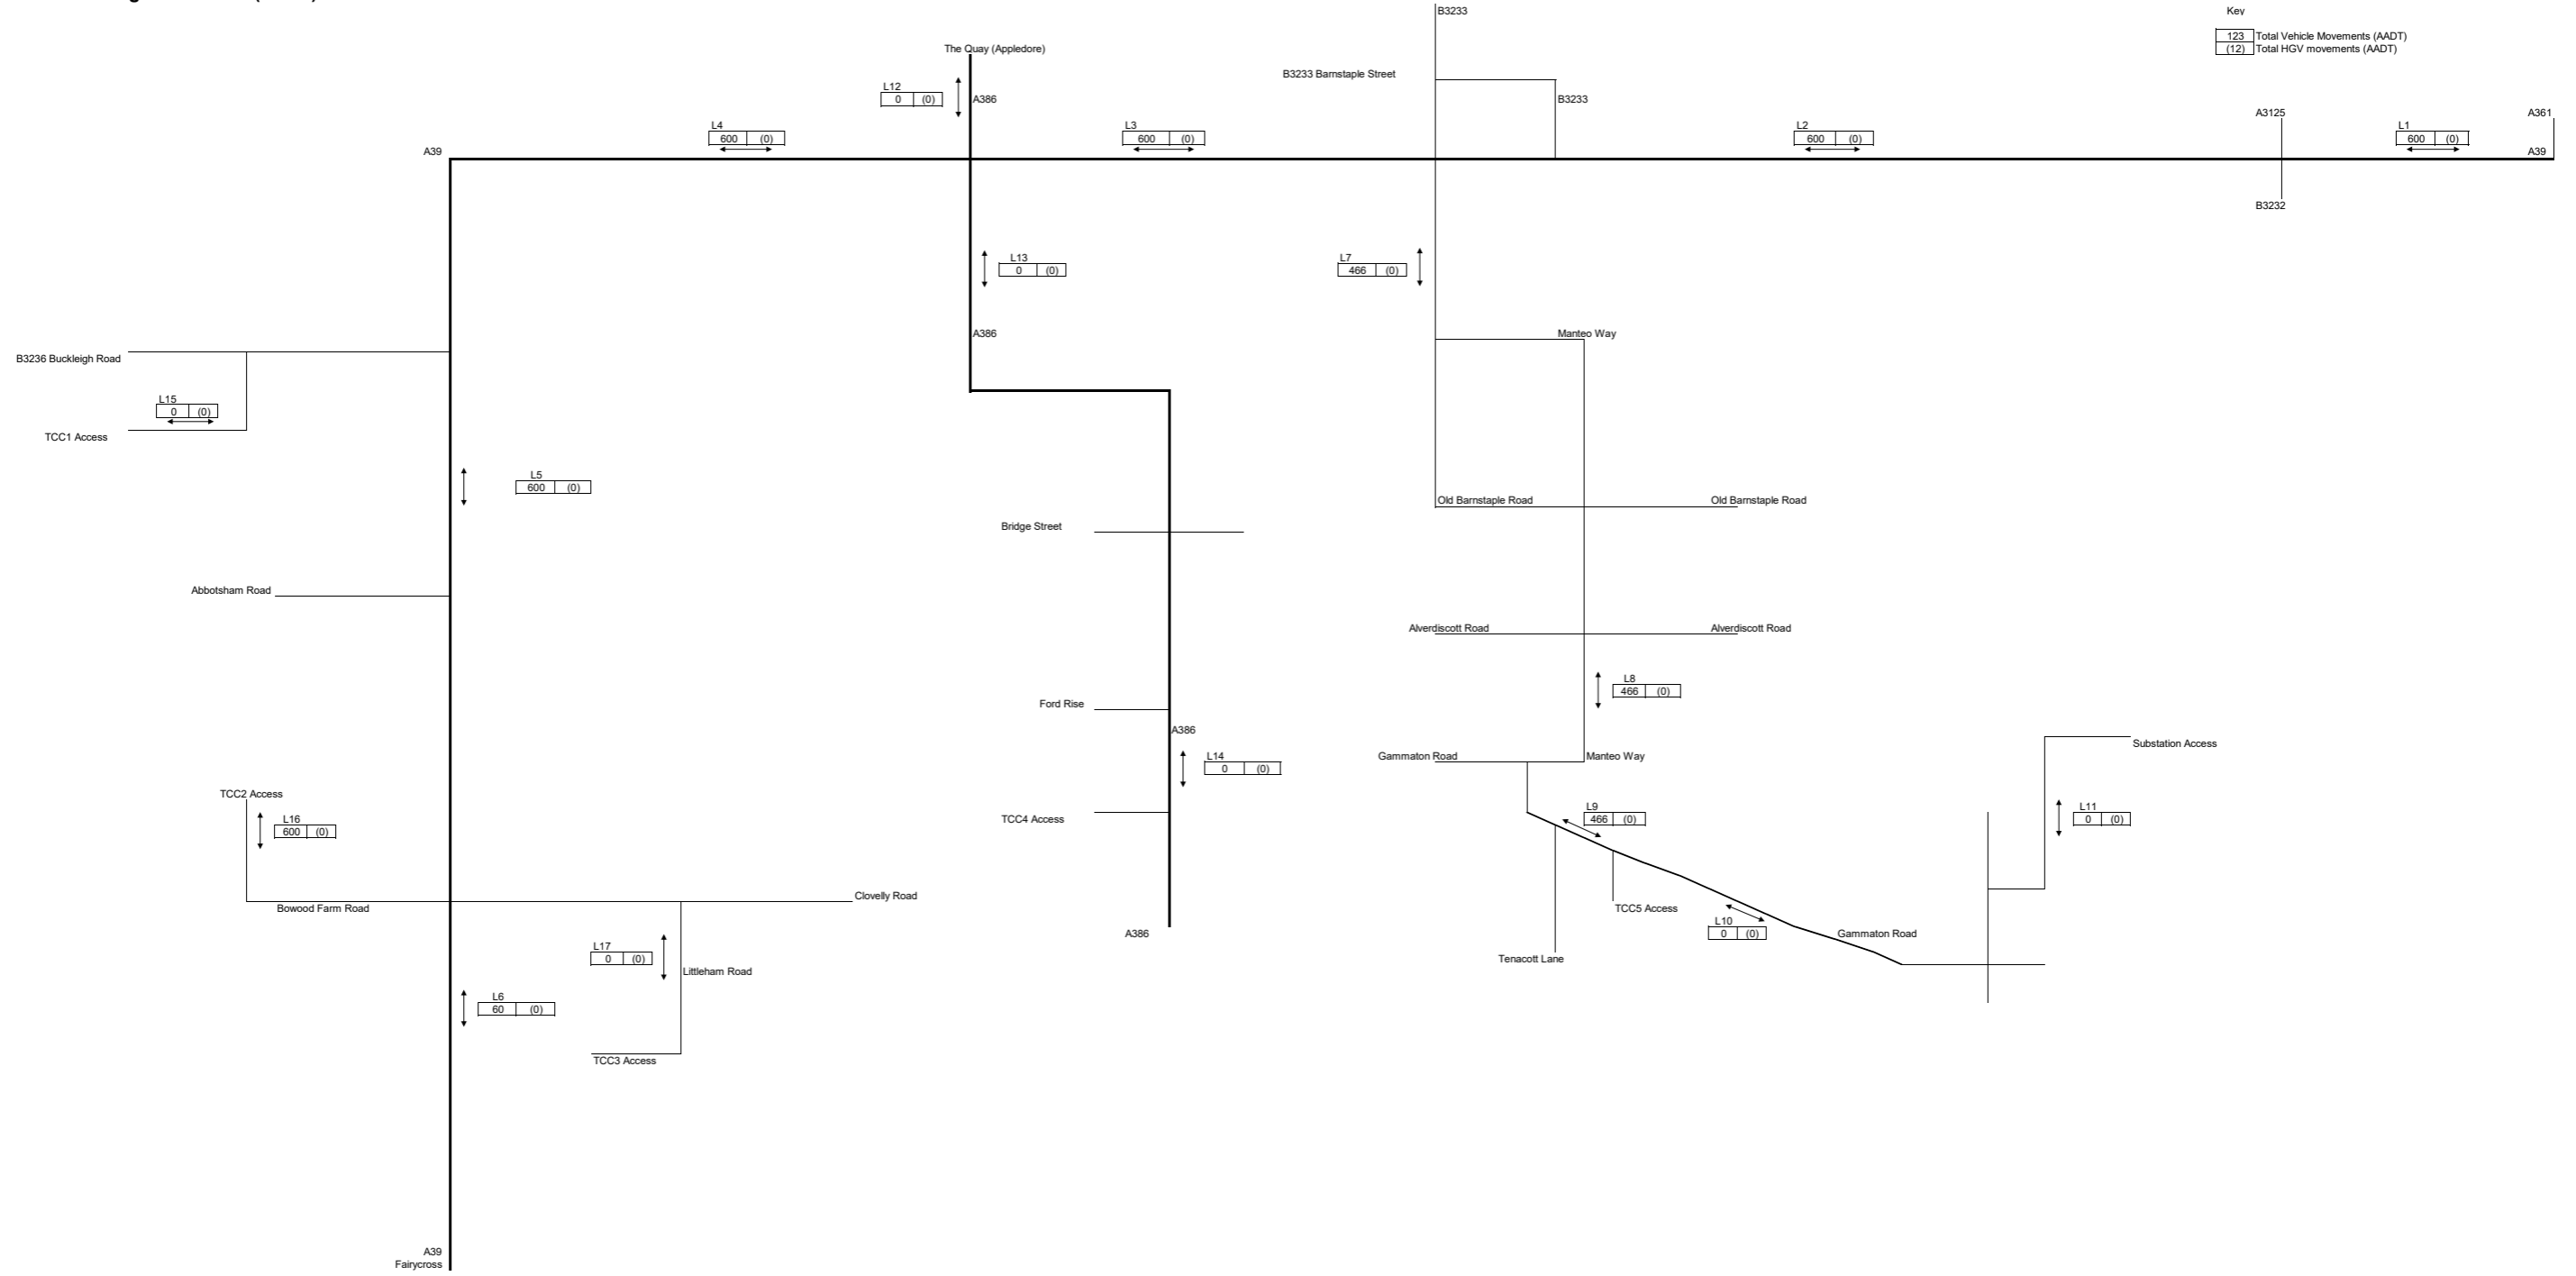 B3233
Key
123 Total Vehicle Movements (AADT)
(12) Total HGV movements (AADT)
The Quay (Appledore)
B3233 Barnstaple Street
L12
0 (0)
A386
B3233
A3125
A361
L4
600 (0)
L3
600 (0)
L2
600 (0)
L1
600 (0)
A39
A39
B3232
L13
0 (0)
L7
466 (0)
A386
Manteo Way
B3236 Buckleigh Road
L15
0 (0)
TCC1 Access
L5
600 (0)
Old Barnstaple Road
Old Barnstaple Road
Bridge Street
Abbotsham Road
Alverdiscott Road
Alverdiscott Road
L8
466 (0)
Ford Rise
A386
L14
0 (0)
Gammaton Road
Manteo Way
Substation Access
TCC2 Access
L16
600 (0)
TCC4 Access
L9
466 (0)
L11
0 (0)
Clovelly Road
Bowood Farm Road
TCC5 Access
L10
0 (0)
Gammaton Road
A386
L17
0 (0)
Littleham Road
Tenacott Lane
L6
60 (0)
TCC3 Access
A39
Fairycross